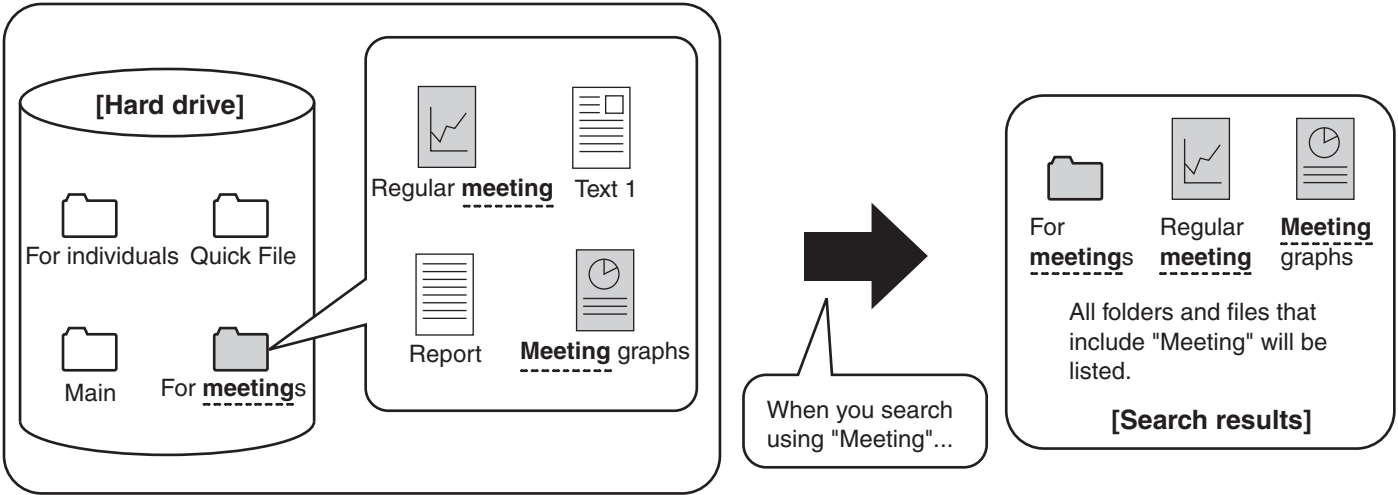 [Hard drive]
For individuals
Quick File
Main
For meetings
Regular meeting
Text 1
Report
Meeting graphs
When you search
using "Meeting"...
For
meetings
Regular
meeting
Meeting
graphs
All folders and files that
include "Meeting" will be
listed.
[Search results]